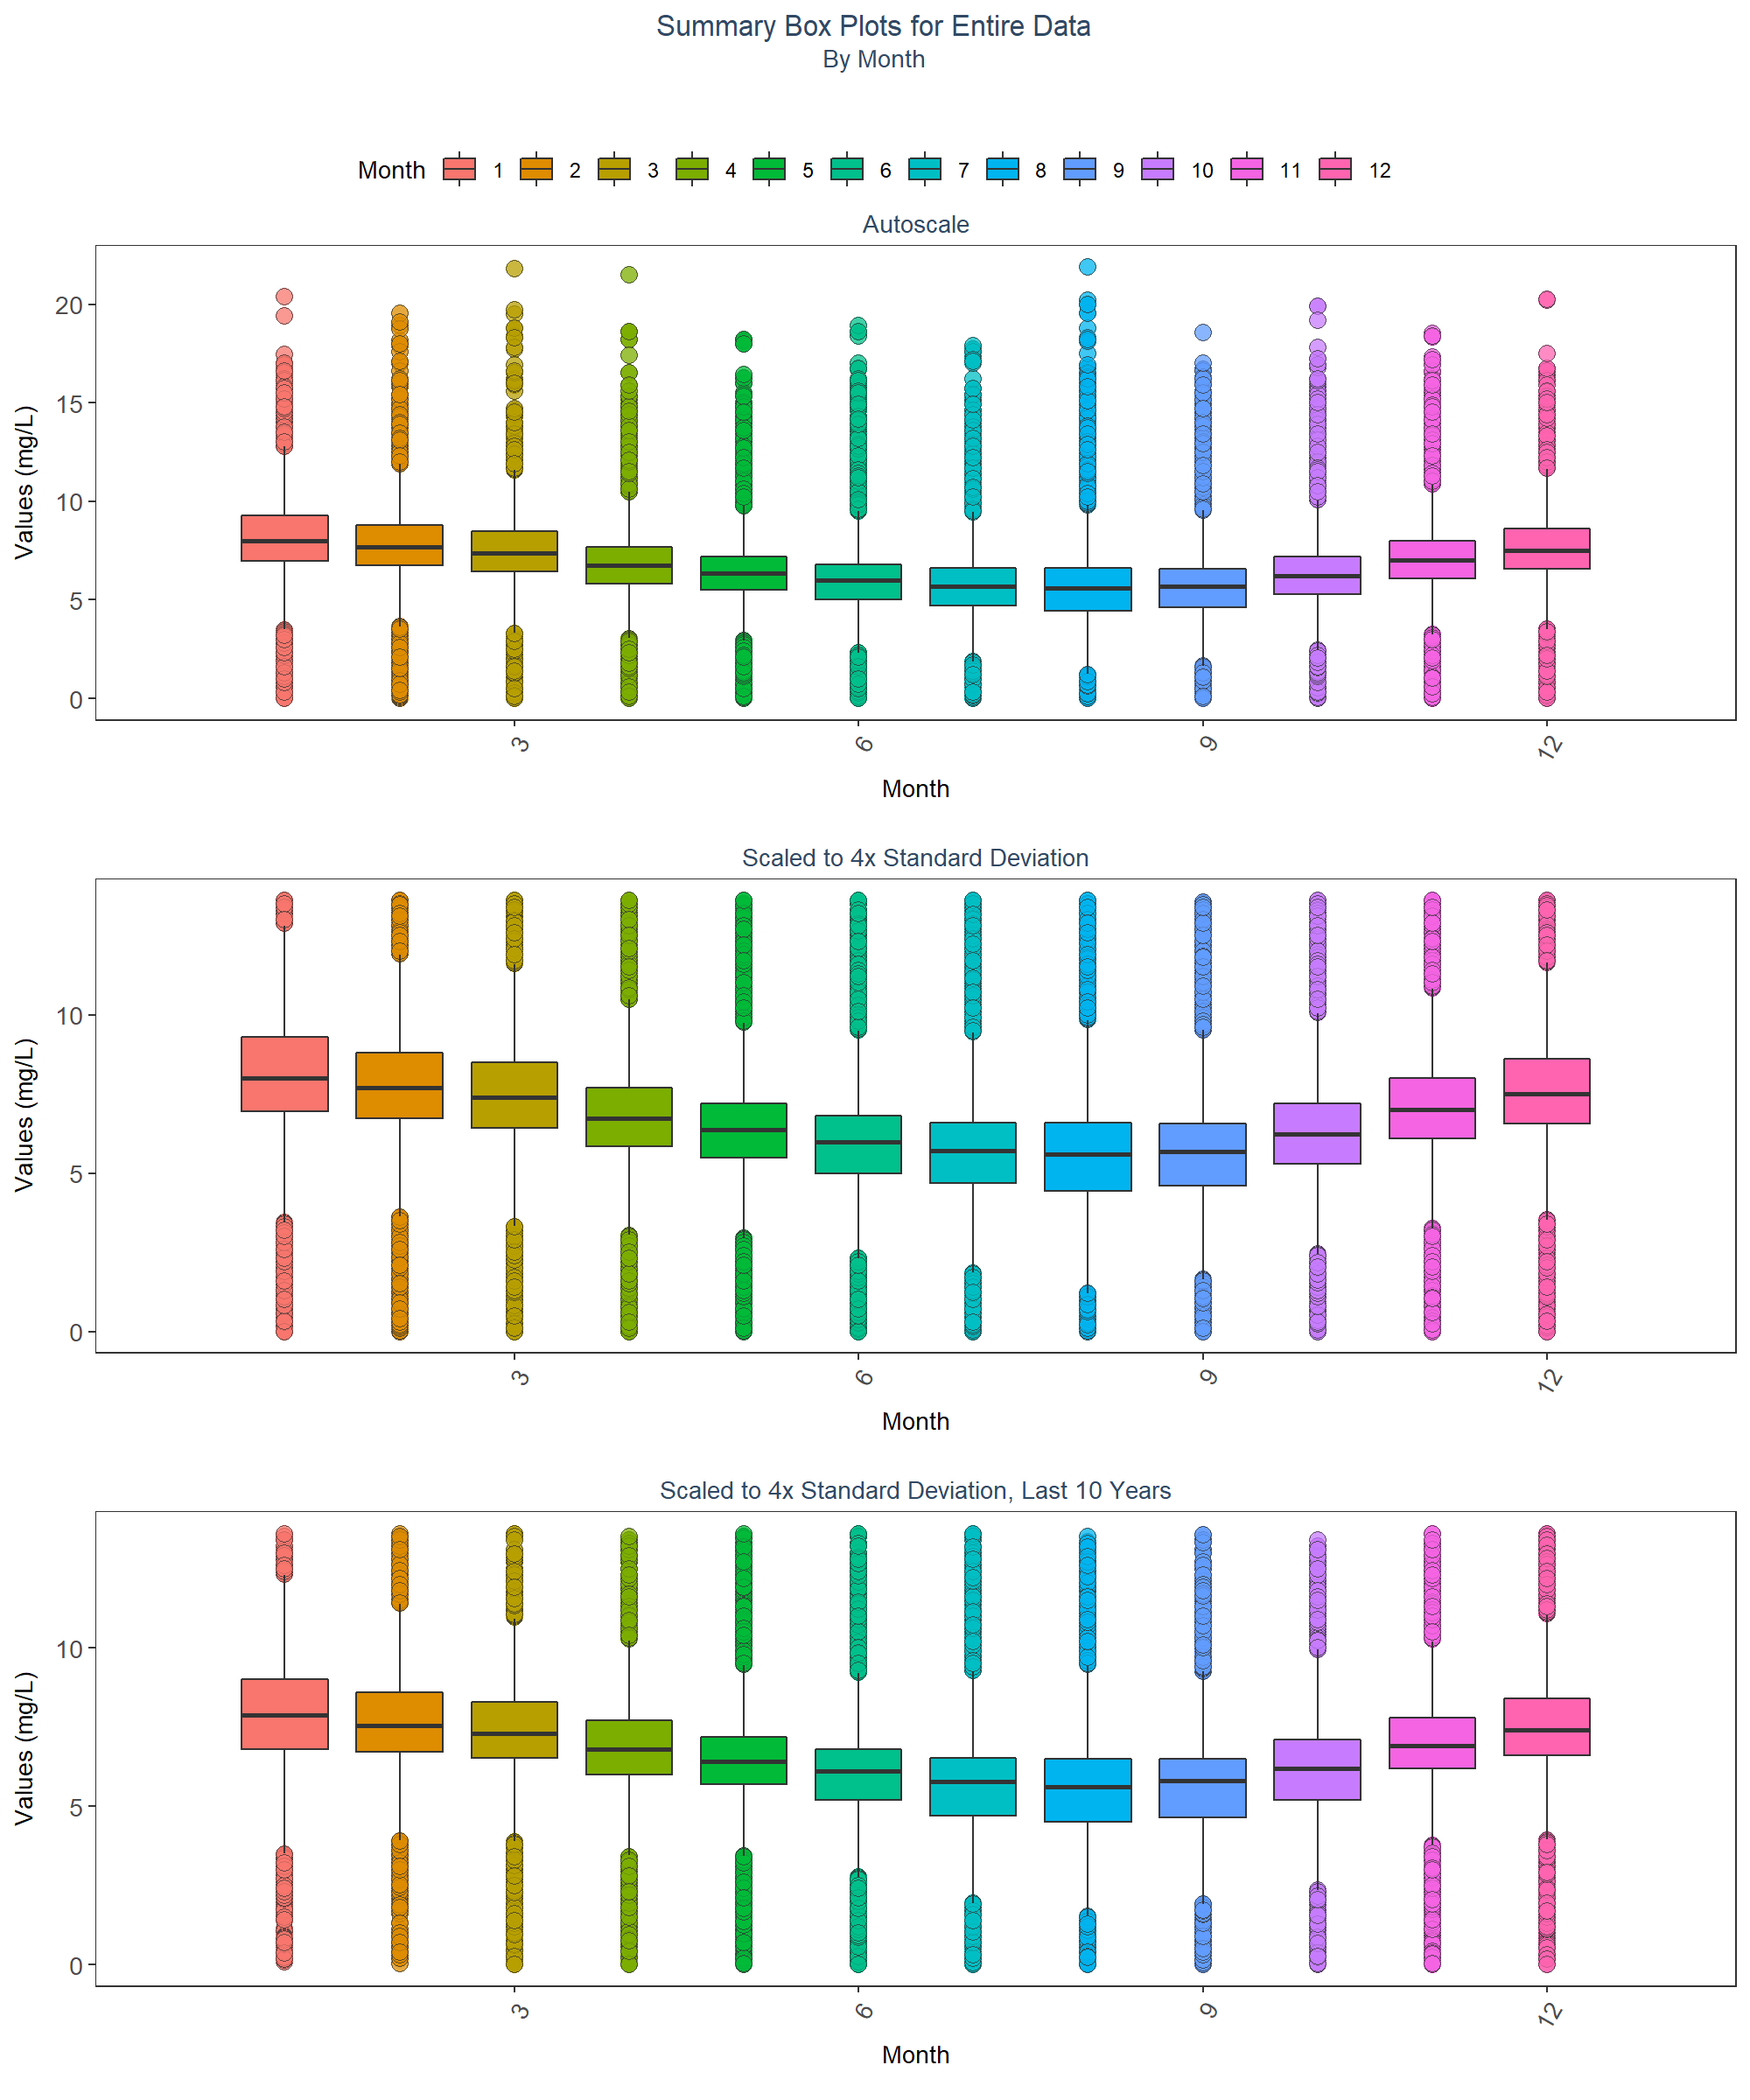 Summary Box Plots for Entire Data
By Month
Month 1 2 3 4 5 6 7 8 9 10 11 12
Autoscale
Values (mg/L)
20
15
10
5
0
3 6 9 12
Month
Scaled to 4x Standard Deviation
Values (mg/L)
10
5
0
3 6 9 12
Month
Scaled to 4x Standard Deviation, Last 10 Years
Values (mg/L)
10
5
0
3 6 9 12
Month